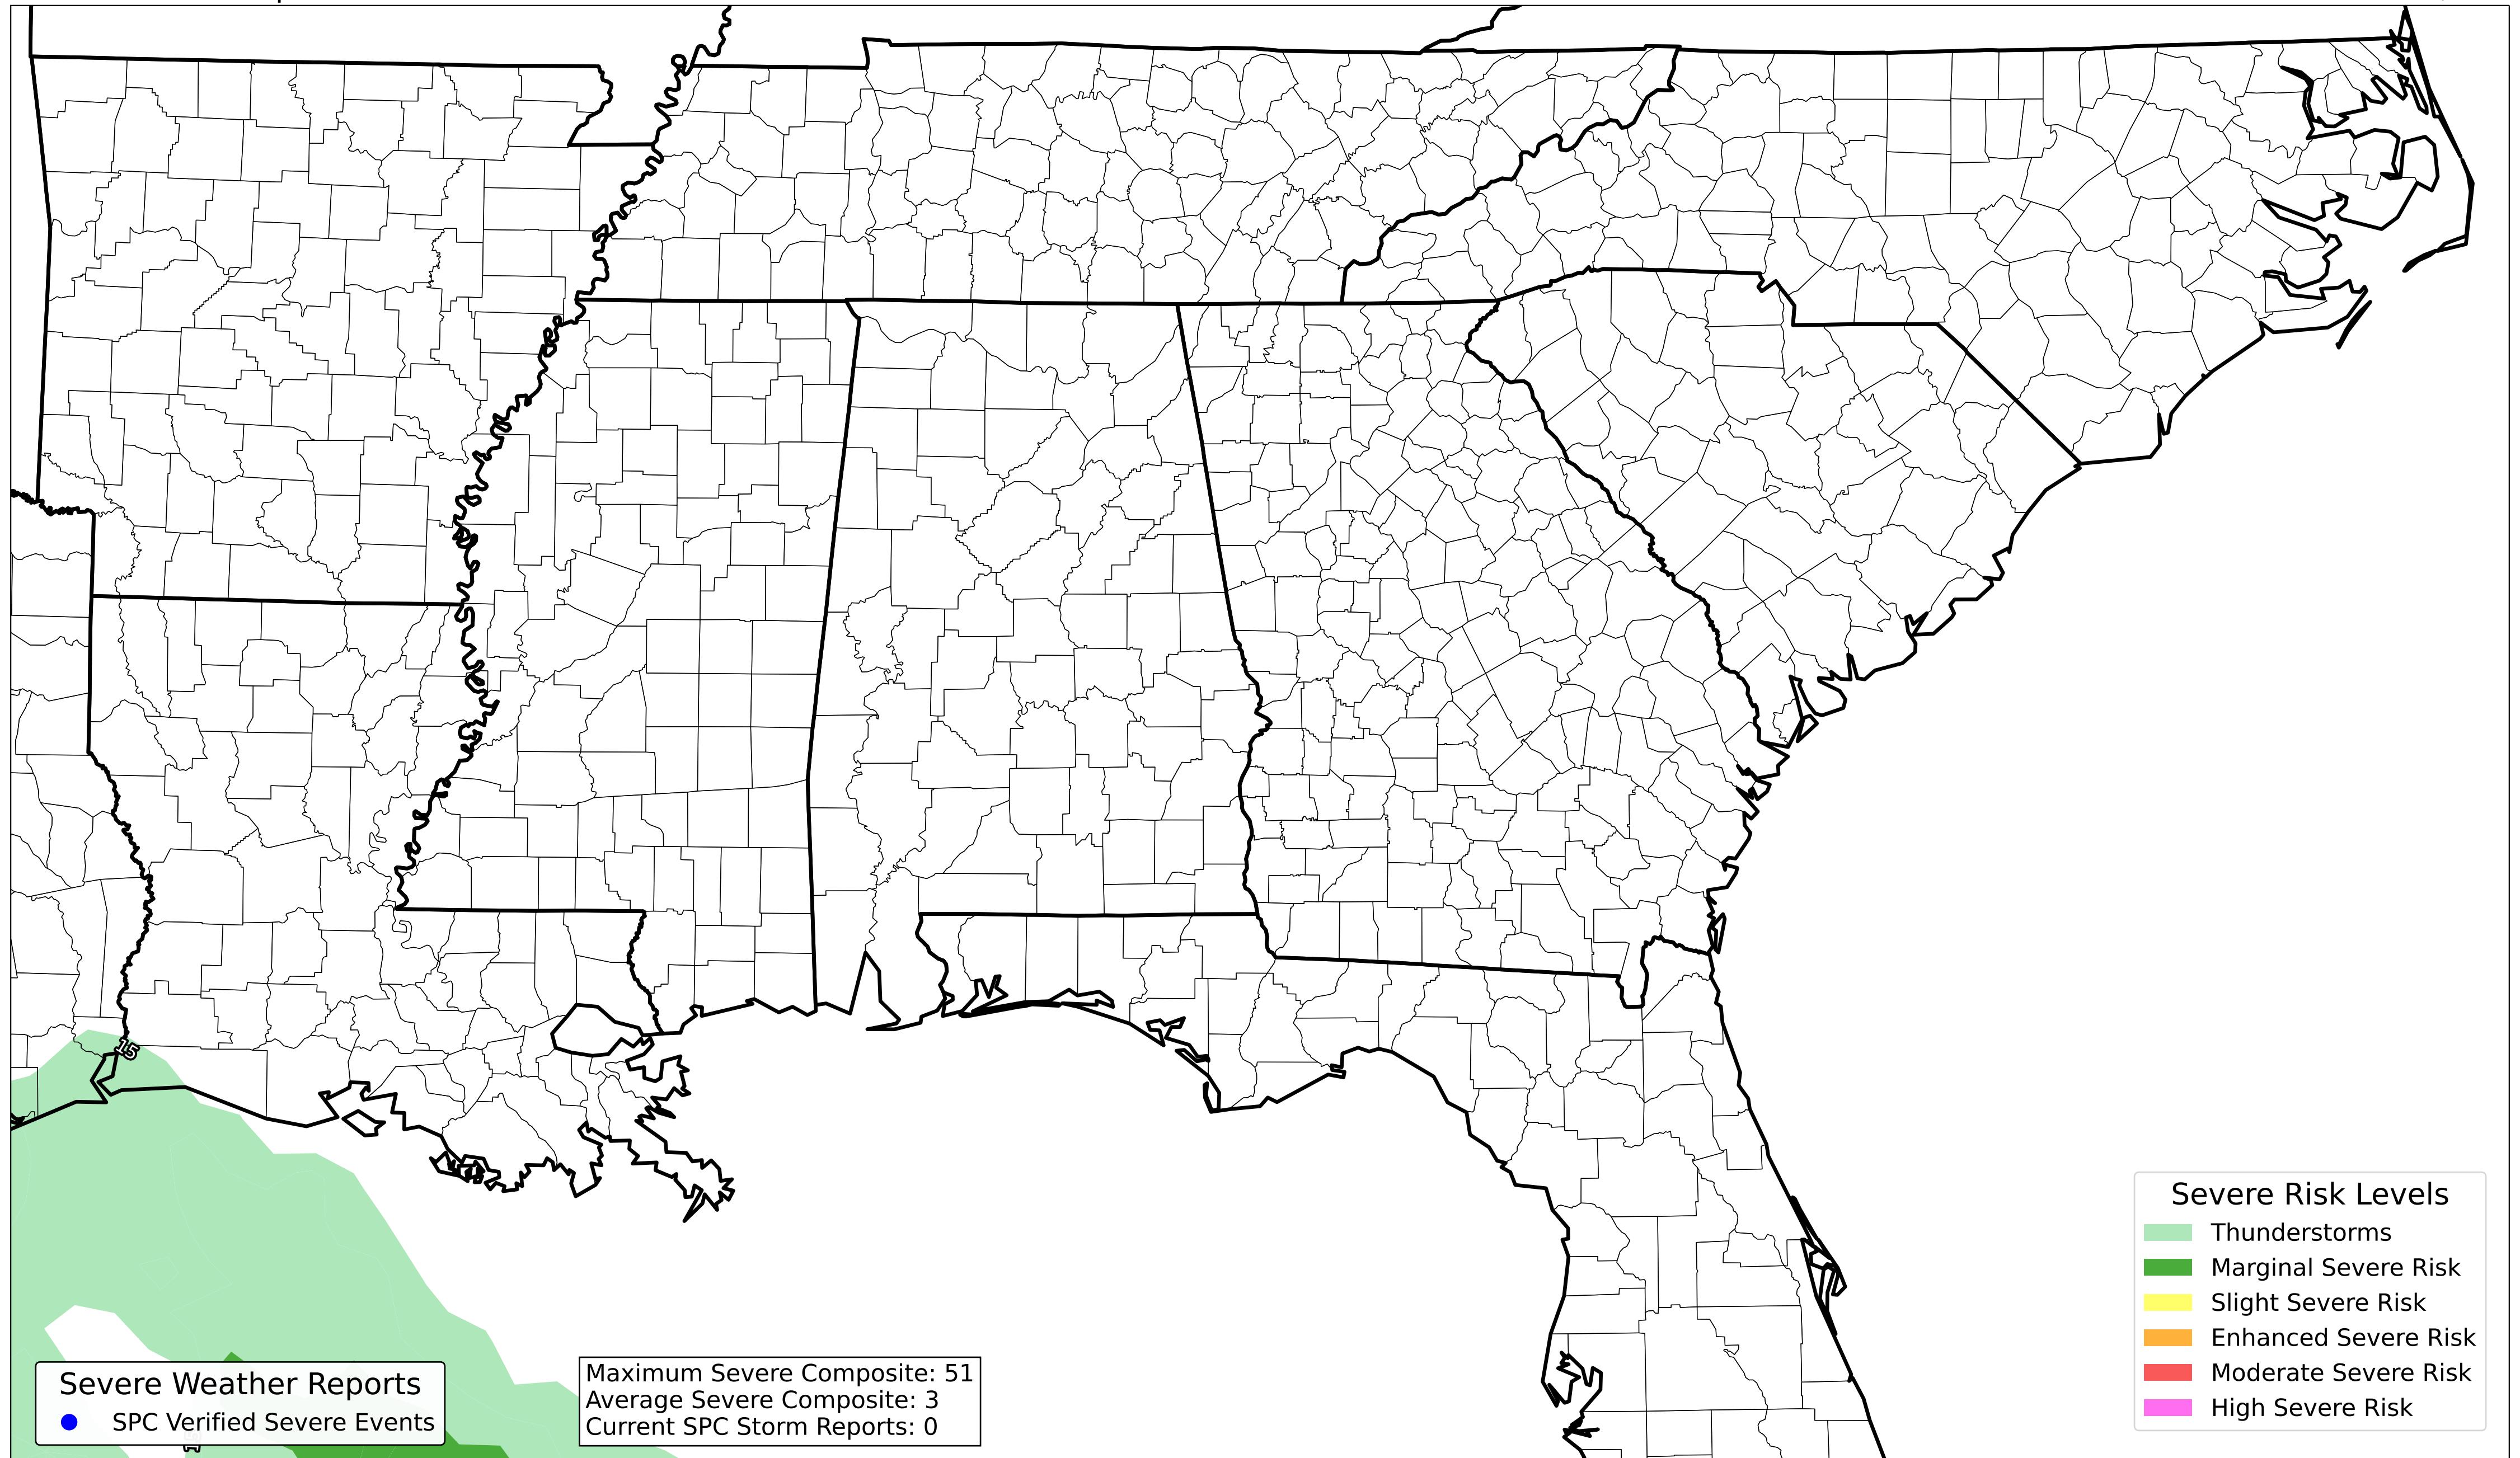 15
Severe Weather Reports
SPC Verified Severe Events
Maximum Severe Composite: 51
Average Severe Composite: 3
Current SPC Storm Reports: 0
Severe Risk Levels
Thunderstorms
Marginal Severe Risk
Slight Severe Risk
Enhanced Severe Risk
Moderate Severe Risk
High Severe Risk